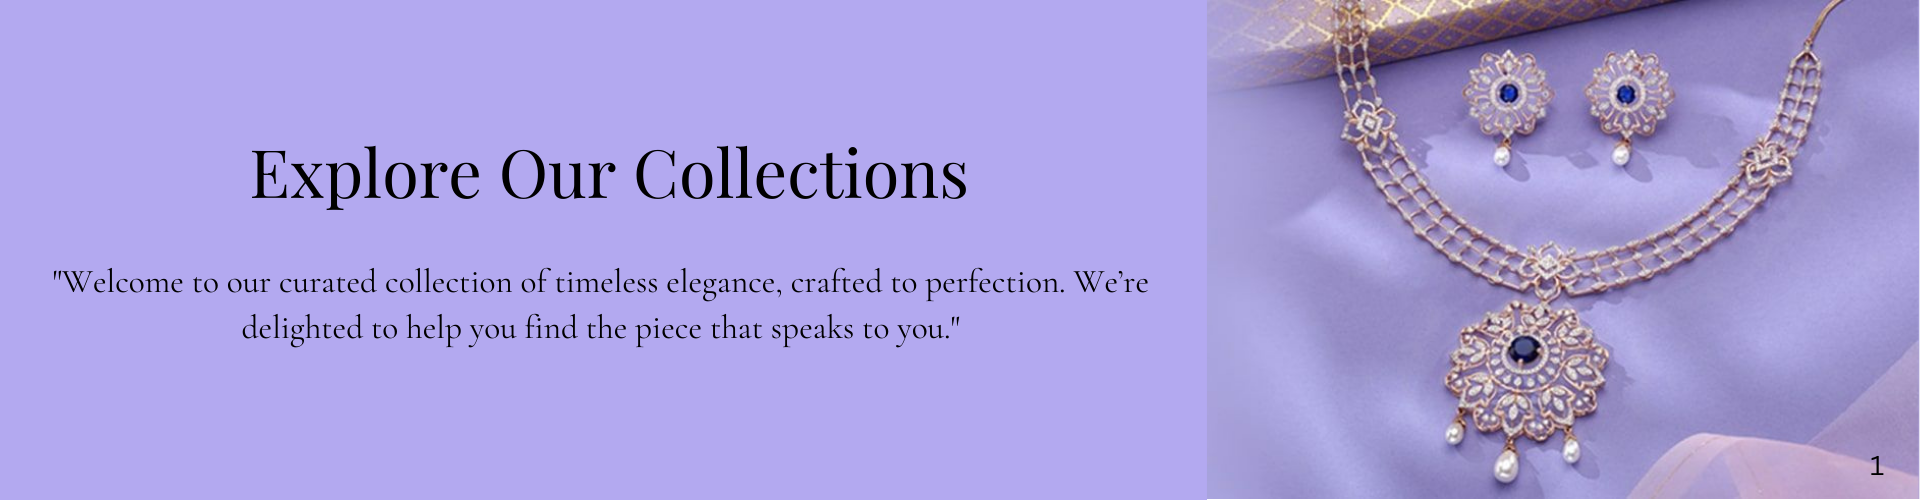 Explore Our Collections
"Welcome to our curated collection of timeless elegance, crafted to perfection. We’re
delighted to help you find the piece that speaks to you."
1